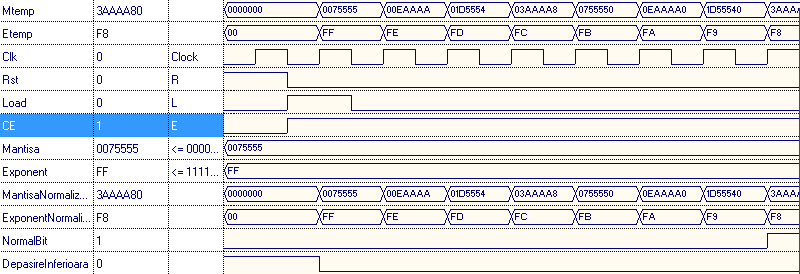 Mtemp 3AAAA80 0000000 0075555 00EAAAA 01D5554 03AAAA8 0755550 0EAAAA0 1D55540 3AAAA
Etemp F8 00 FF FE FD FC FB FA F9 F8
Clk 0 Clock
Rst 0 R
Load 0 L
CE 1 E
Mantisa 0075555 <= 0000... 0075555
Exponent FF <= 1111... FF
MantisaNormaliz... 3AAAA80 0000000 0075555 00EAAAA 01D5554 03AAAA8 0755550 0EAAAA0 1D55540 3AAAA
ExponentNormali... F8 00 FF FE FD FC FB FA F9 F8
NormalBit 1
DepasireInferioara 0